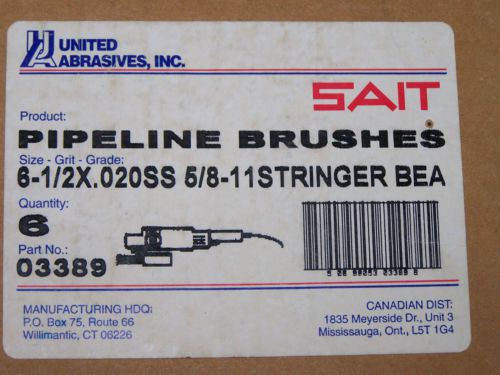 UNITED
ABRASIVES, INC.
SAIT
Product:
PIPELINE BRUSHES
Size - Grit - Grade:
6-1/2X.020SS 5/8-11STRINGER BEA
Quantity:
6
Part No.:
03389
MANUFACTURING HDQ:
P.O. Box 75, Route 66
Willimantic, CT 06226
CANADIAN DIST:
1835 Meyerside Dr., Unit 3
Mississauga, Ont., L5T 1G4